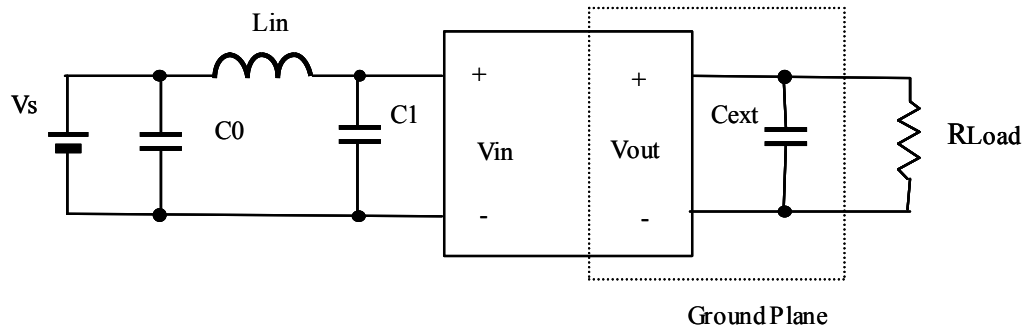 Lin
Vs
C0
C1
+
Vin
-
+
Vout
-
Cext
RLoad
Ground Plane